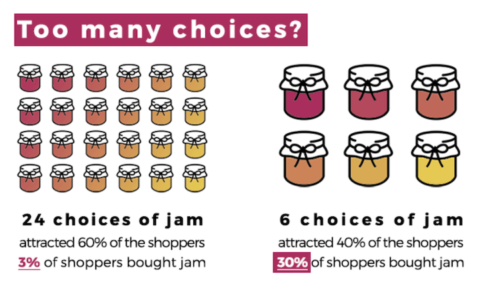 Too many choices?
24 choices of jam
attracted 60% of the shoppers
3% of shoppers bought jam
6 choices of jam
attracted 40% of the shoppers
30% of shoppers bought jam